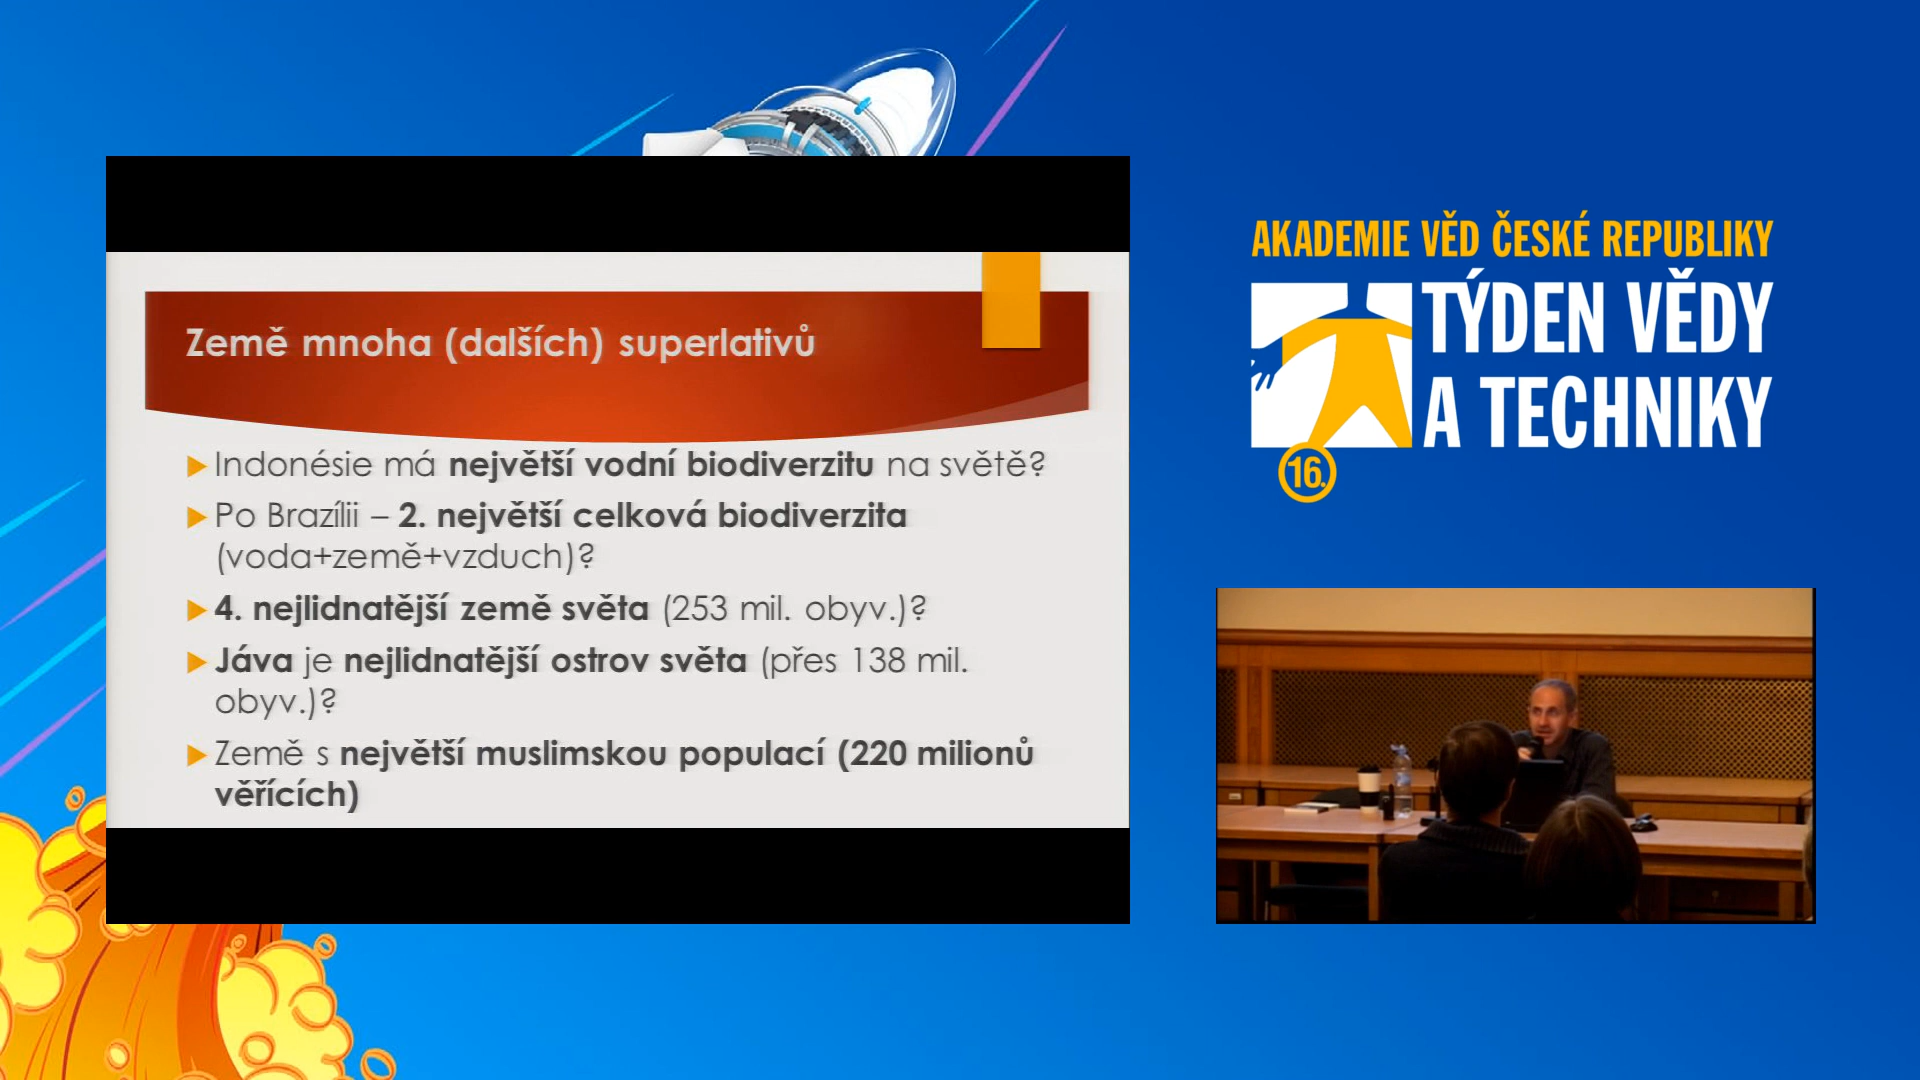 Země mnoha (dalších) superlativů
Indonésie má největší vodní biodiverzitu na světě?
Po Brazílii – 2. největší celková biodiverzita
(voda+země+vzduch)?
4. nejlidnatější země světa (253 mil. obyv.)?
Jáva je nejlidnatější ostrov světa (přes 138 mil.
obyv.)?
Země s největší muslimskou populací (220 milionů
věřících)
AKADEMIE VĚD ČESKÉ REPUBLIKY
TÝDEN VĚDY
A TECHNIKY
16.